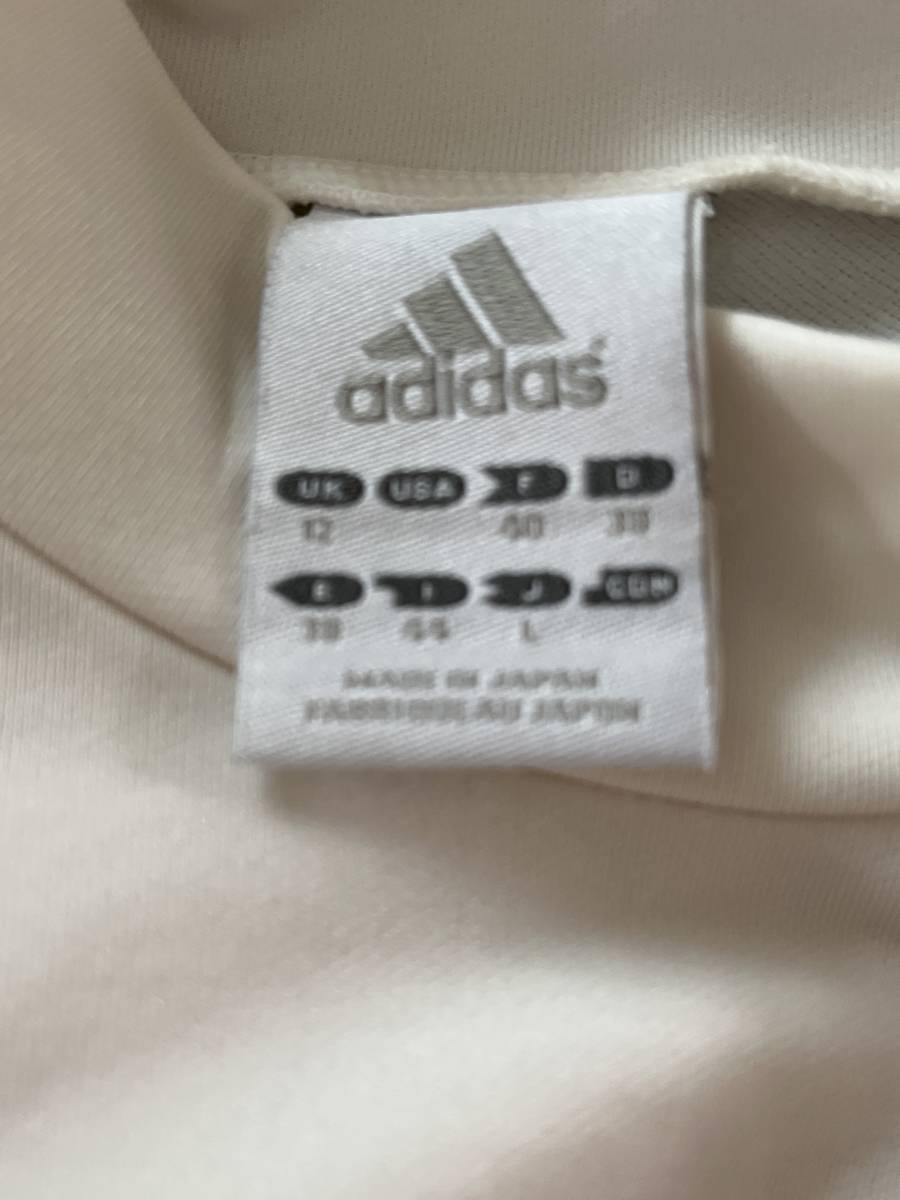 adidas
UK USA F D
12 40 38
E I J .COM
38 44 L
MADE IN JAPAN
FABRIQUE AU JAPON